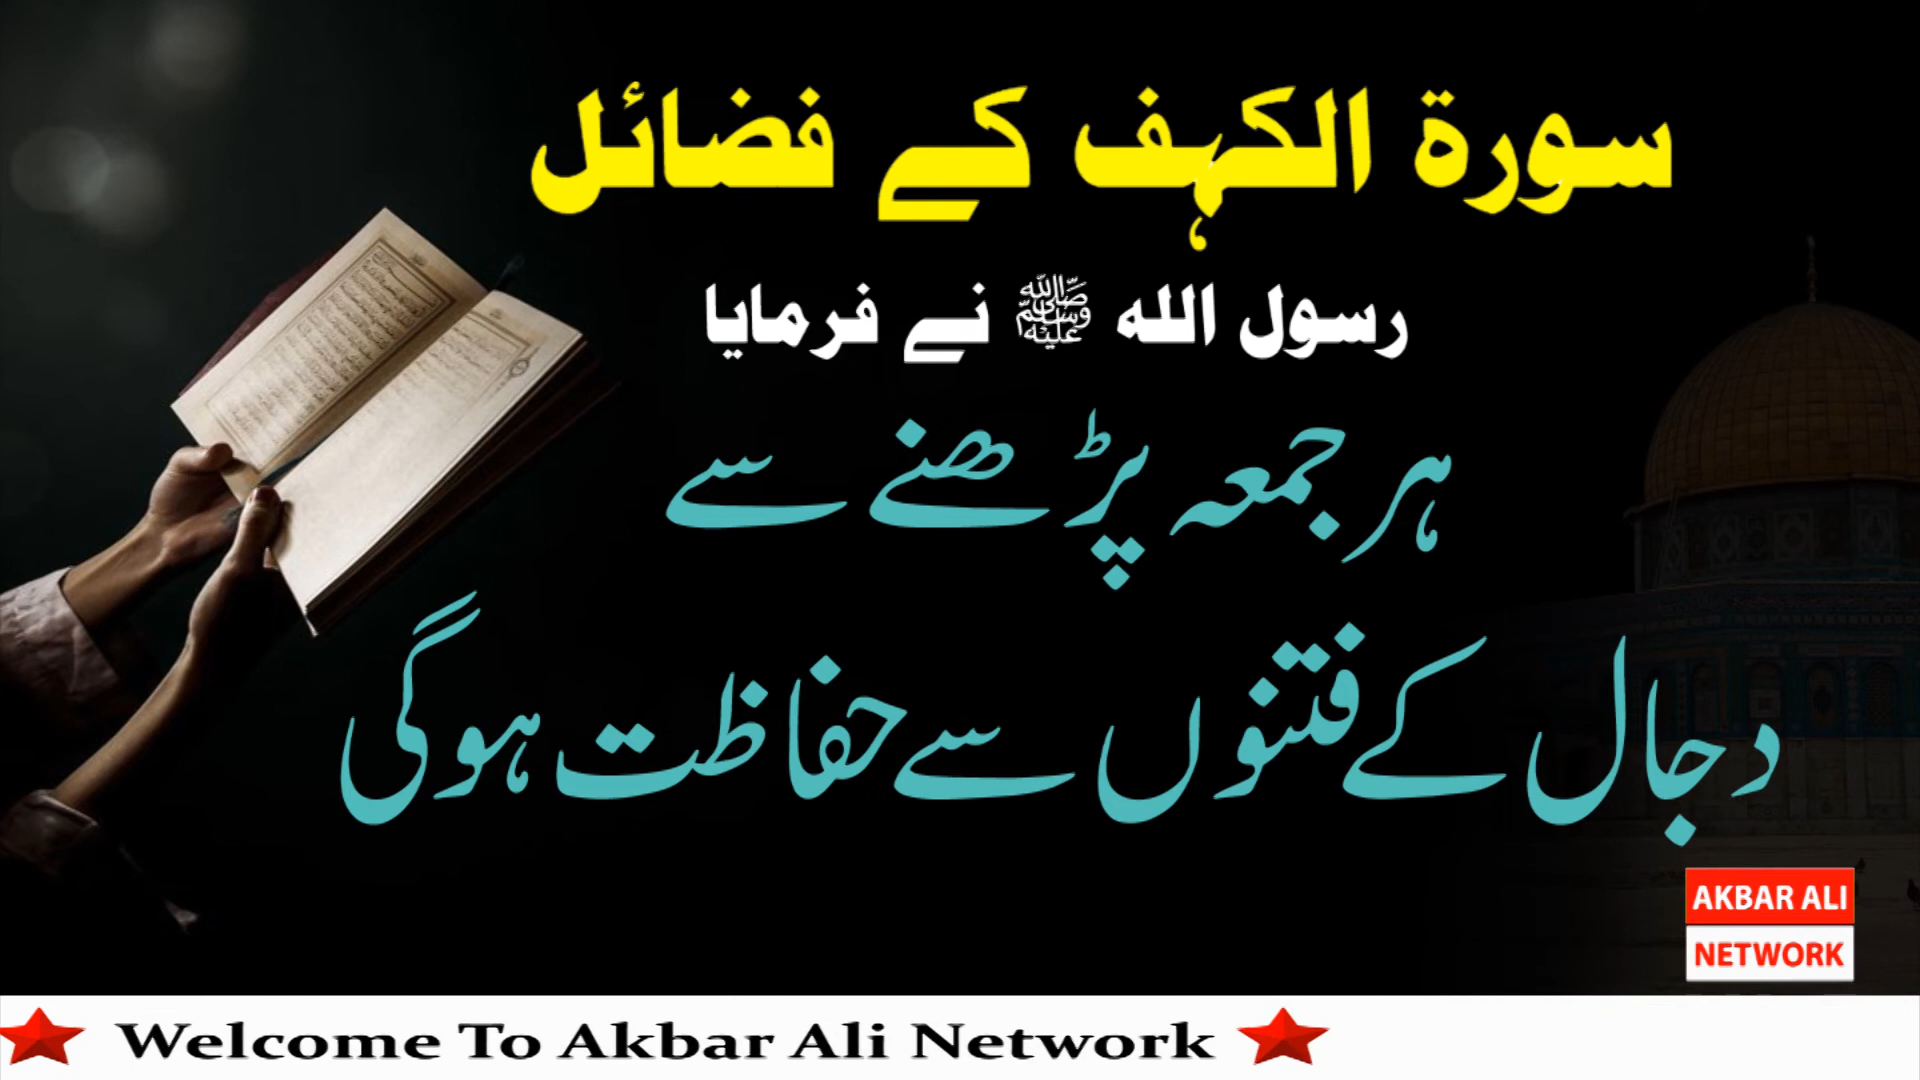 سورۃ الکہف کے فضائل
رسول اللہ ﷺ نے فرمایا
ہر جمعہ پڑھنے سے
دجال کے فتنوں سے حفاظت ہوگی
AKBAR ALI
NETWORK
Welcome To Akbar Ali Network